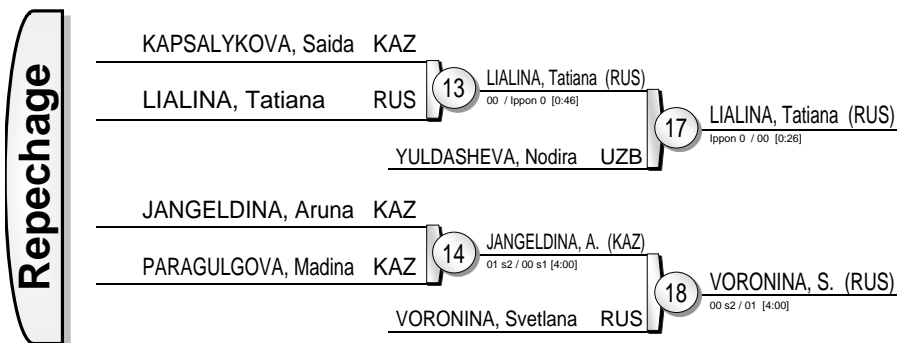 Repechage
KAPSALYKOVA, Saida KAZ
LIALINA, Tatiana RUS
13
LIALINA, Tatiana (RUS)
00 / Ippon 0 [0:46]
YULDASHEVA, Nodira UZB
17
LIALINA, Tatiana (RUS)
Ippon 0 / 00 [0:26]
JANGELDINA, Aruna KAZ
PARAGULGOVA, Madina KAZ
14
JANGELDINA, A. (KAZ)
01 s2 / 00 s1 [4:00]
VORONINA, Svetlana RUS
18
VORONINA, S. (RUS)
00 s2 / 01 [4:00]